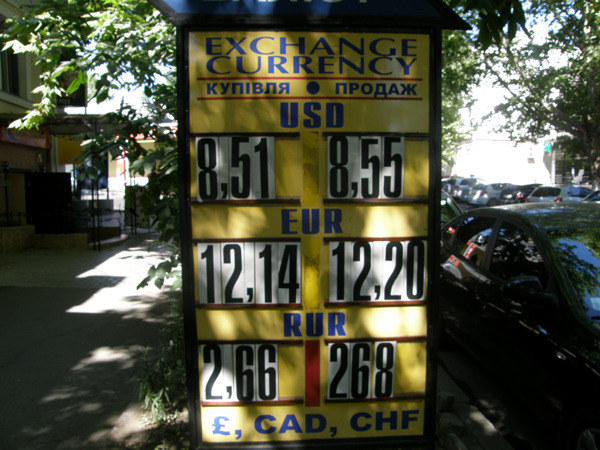 EXCHANGE
CURRENCY
КУПІВЛЯ • ПРОДАЖ
USD
8,51 8,55
EUR
12,14 12,20
RUR
2,66 268
£, CAD, CHF